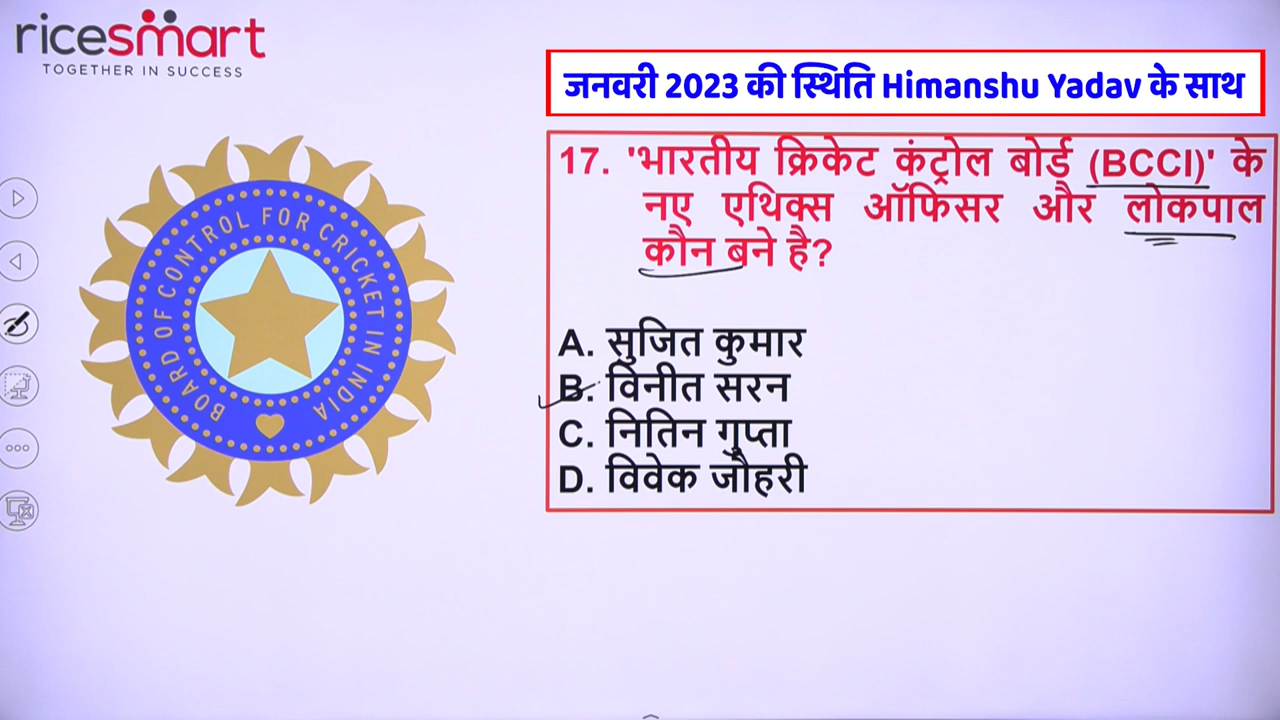 ricesmart
TOGETHER IN SUCCESS
जनवरी 2023 की स्थिति Himanshu Yadav के साथ
BOARD OF CONTROL FOR CRICKET IN INDIA
17. 'भारतीय क्रिकेट कंट्रोल बोर्ड (BCCI)' के
नए एथिक्स ऑफिसर और लोकपाल
कौन बने है?
A. सुजित कुमार
B. विनीत सरन
C. नितिन गुप्ता
D. विवेक जौहरी